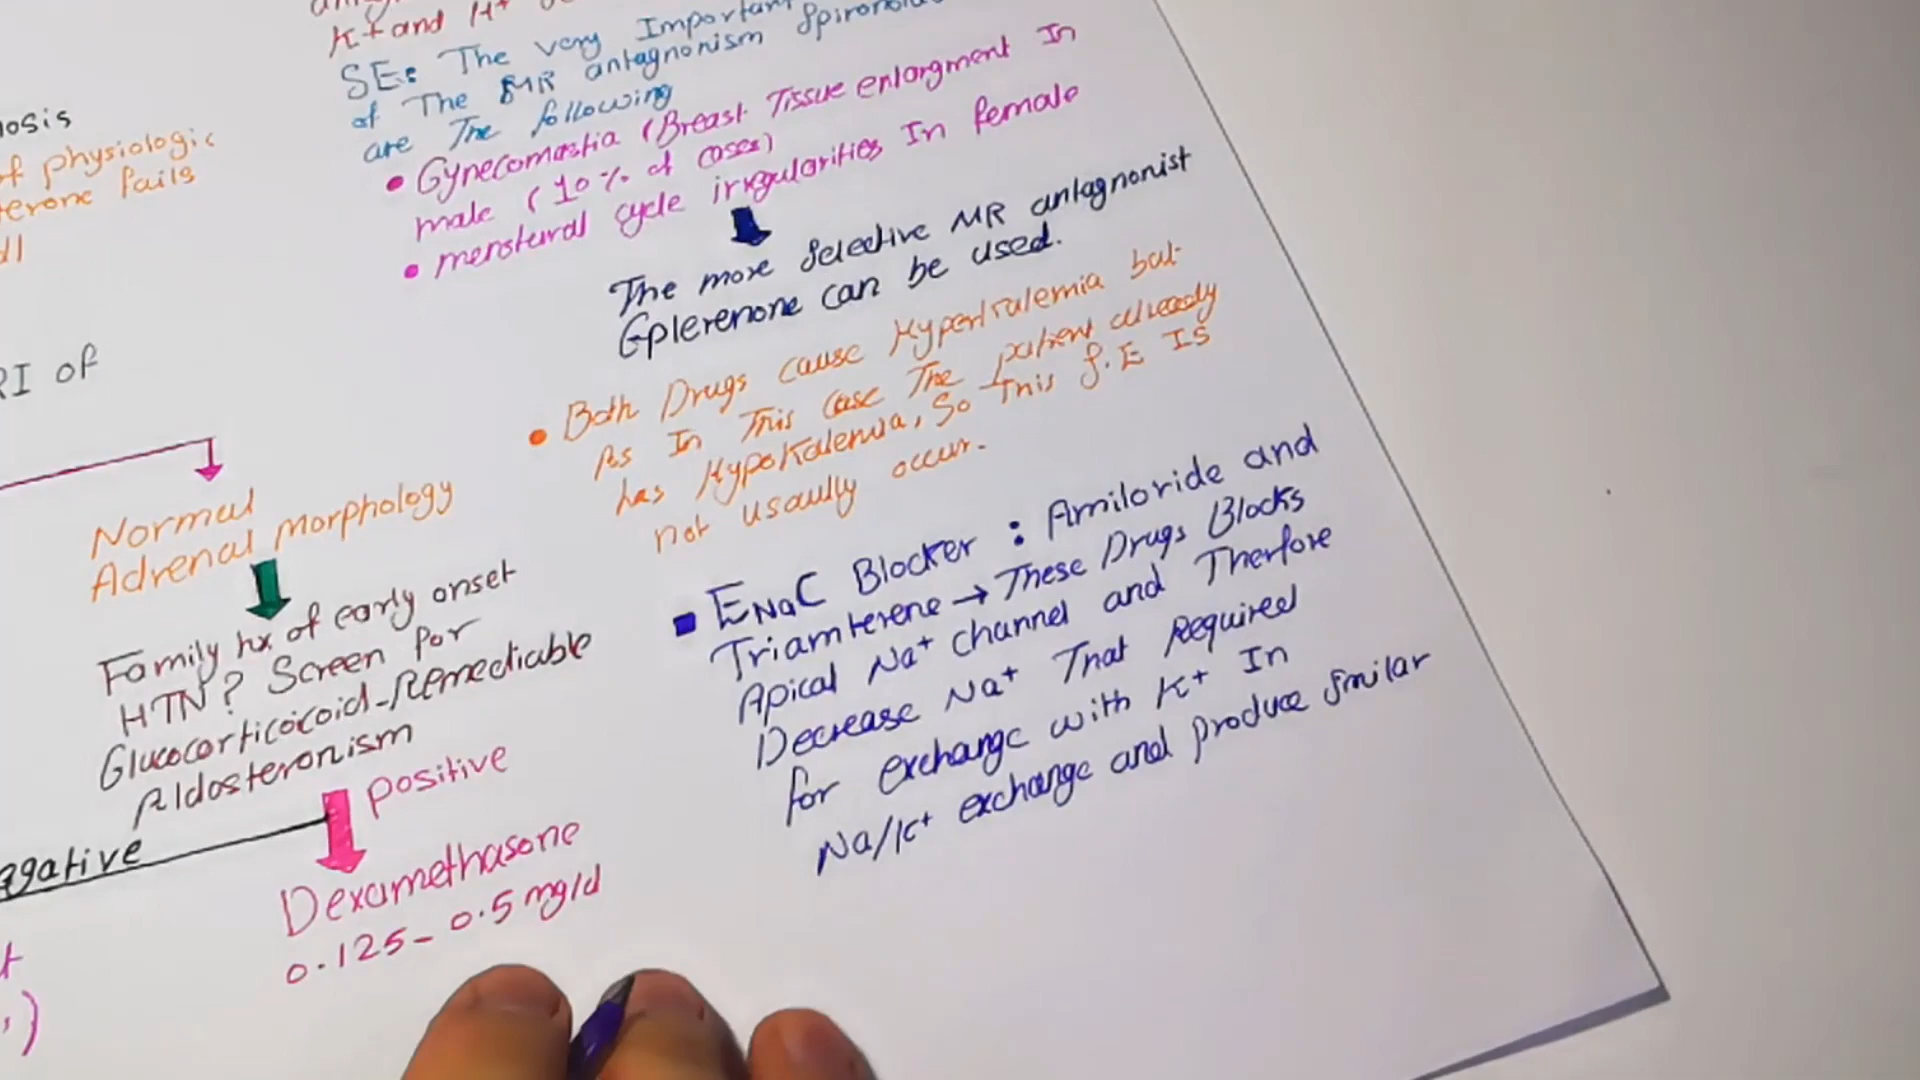 K+ and H+
SE: The very Important
of The MR antagnonism Spirono
are The following
• Gynecomastia (Breast Tissue enlargment In
male (10% of cases)
• menstural cycle irregularities In female
The more Selective MR antagnonist
Eplerenone can be used.
• Both Drugs cause Hyperkalemia but
As In This case The patient already
has Hypokalemia, So This S.E Is
not usaully occur.
■ ENaC Blocker : Amiloride and
Triamterene → These Drugs Blocks
Apical Na+ channel and Therfore
Decrease Na+ That Required
for exchange with K+ In
Na/K+ exchange and produce Smilar
osis
of physiologic
terone fails
RI of
Normal
Adrenal morphology
Family hx of early onset
HTN? Screen for
Glucocorticoicoid-Remediable
Aldosteronism
positive
egative
Dexamethasone
0.125-0.5 mg/d